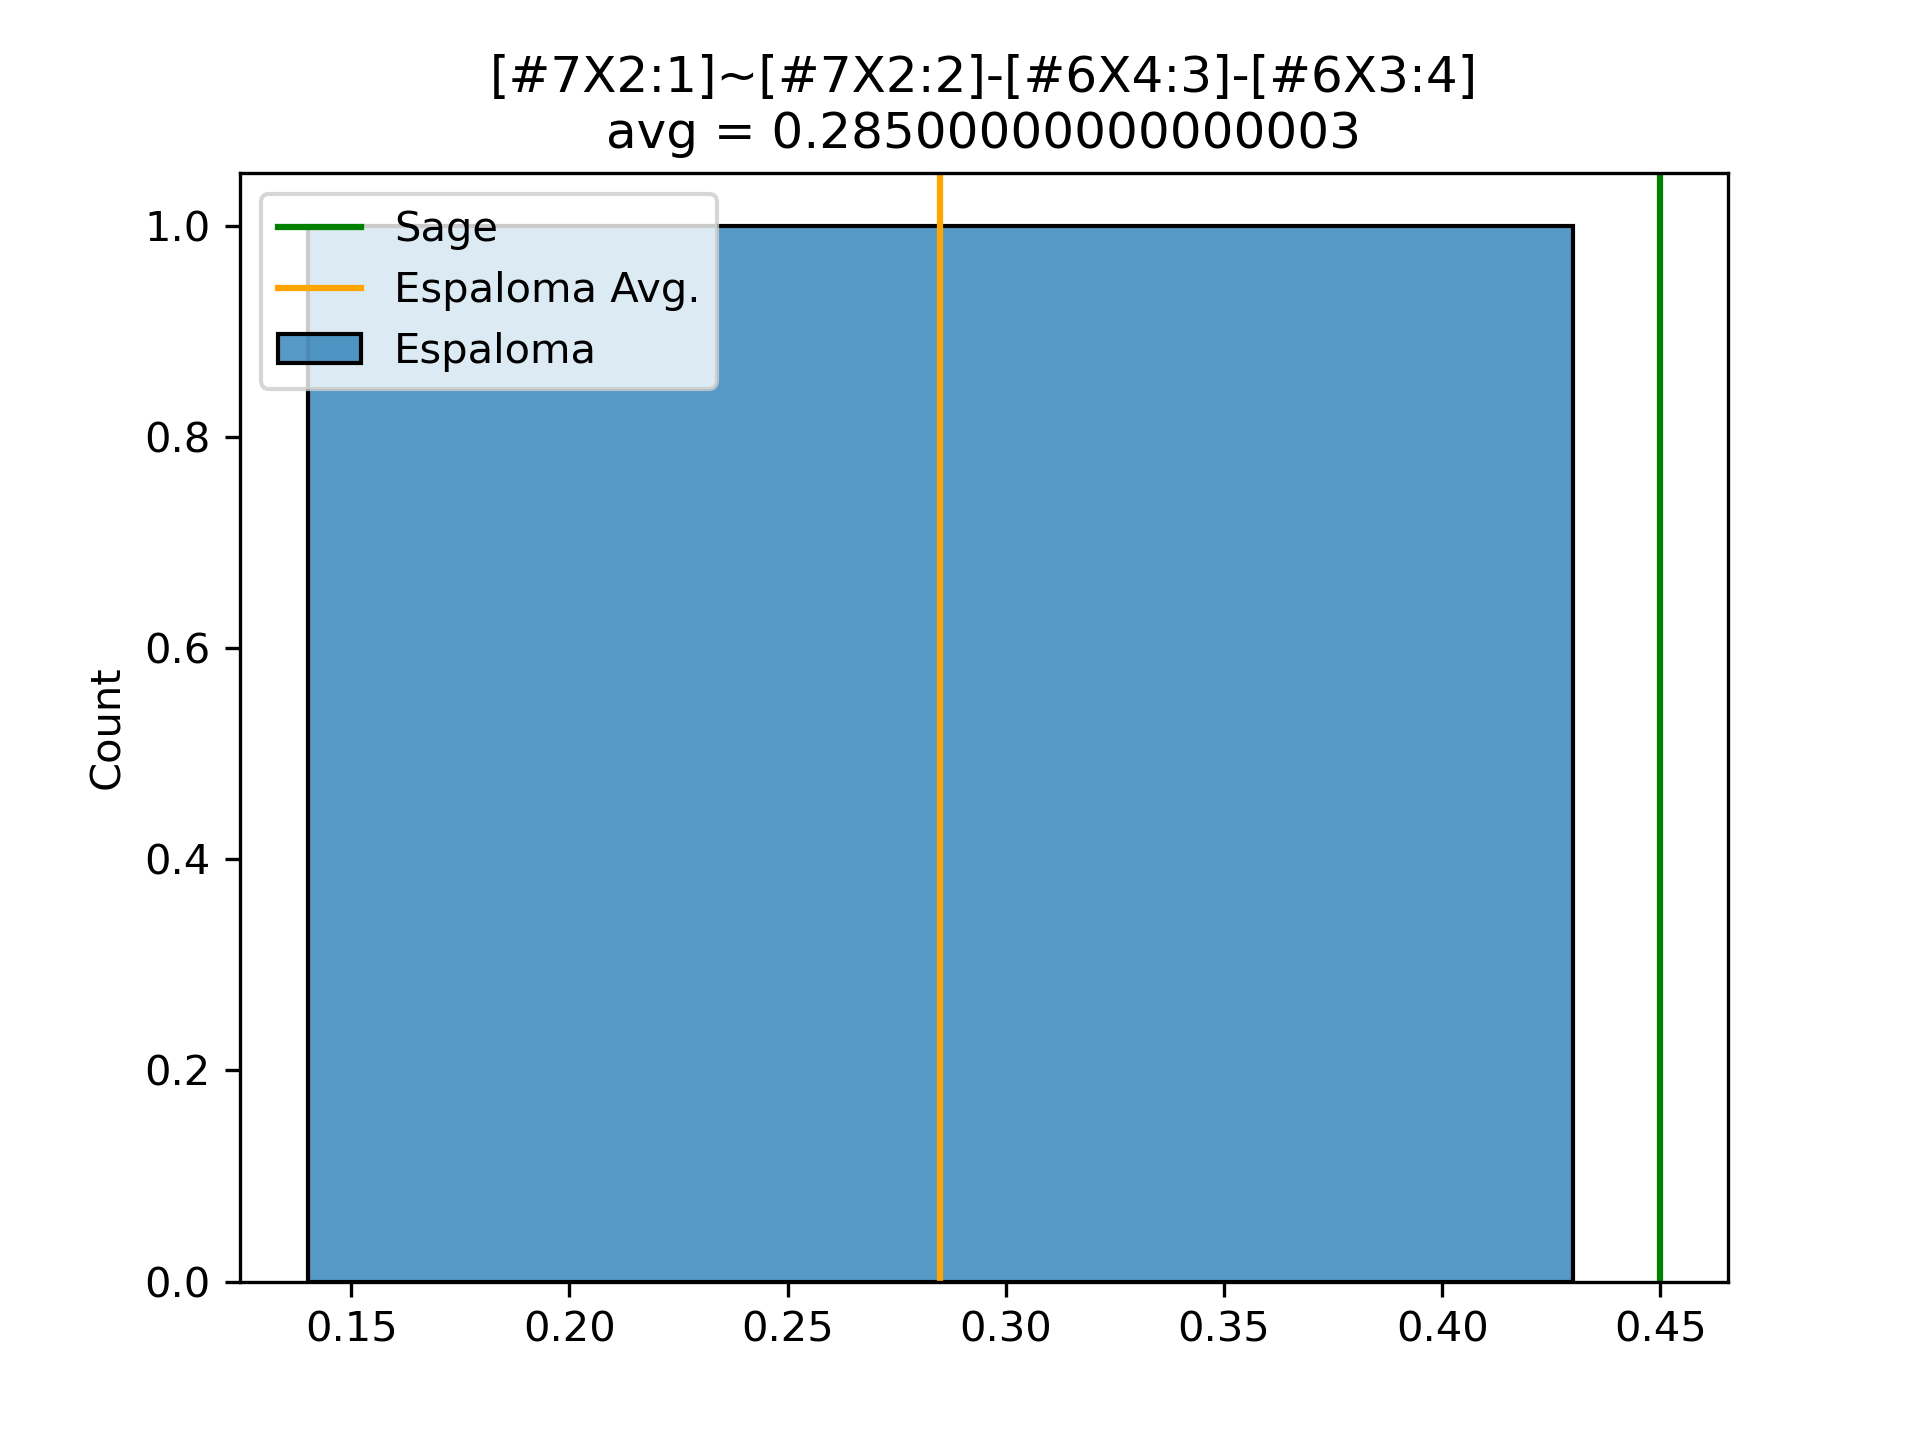 [#7X2:1]~[#7X2:2]-[#6X4:3]-[#6X3:4]
avg = 0.28500000000000003
Sage
Espaloma Avg.
Espaloma
Count
1.0
0.8
0.6
0.4
0.2
0.0
0.15 0.20 0.25 0.30 0.35 0.40 0.45